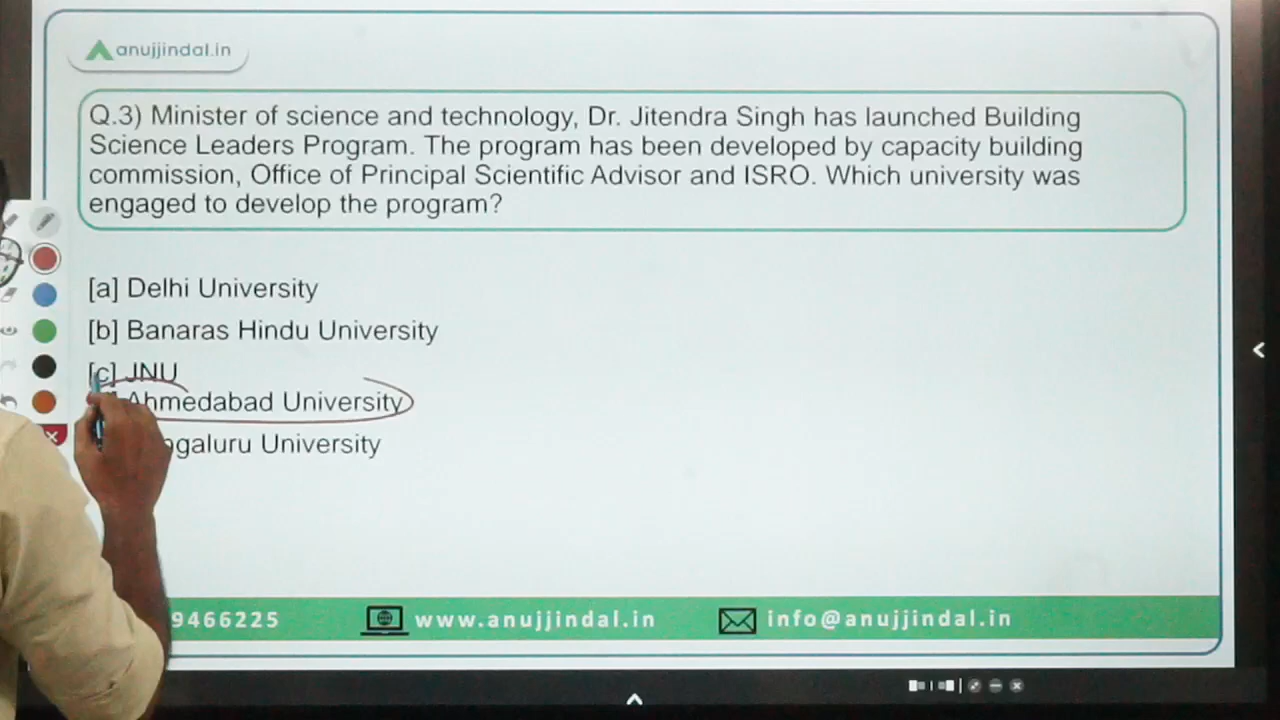 anujjindal.in
Q.3) Minister of science and technology, Dr. Jitendra Singh has launched Building
Science Leaders Program. The program has been developed by capacity building
commission, Office of Principal Scientific Advisor and ISRO. Which university was
engaged to develop the program?
[a] Delhi University
[b] Banaras Hindu University
[c] JNU
Ahmedabad University
ngaluru University
9466225
www.anujjindal.in
info@anujjindal.in